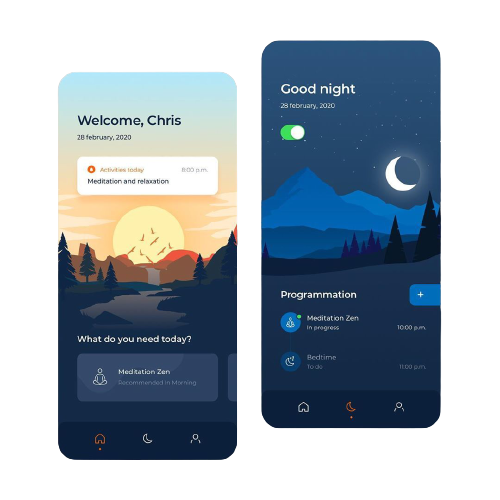 Welcome, Chris
28 february, 2020
Activities today
8:00 p.m.
Meditation and relaxation
What do you need today?
Meditation Zen
Recommended in Morning
Good night
28 february, 2020
Programmation
+
Meditation Zen
In progress
10:00 p.m.
Bedtime
To do
11:00 p.m.